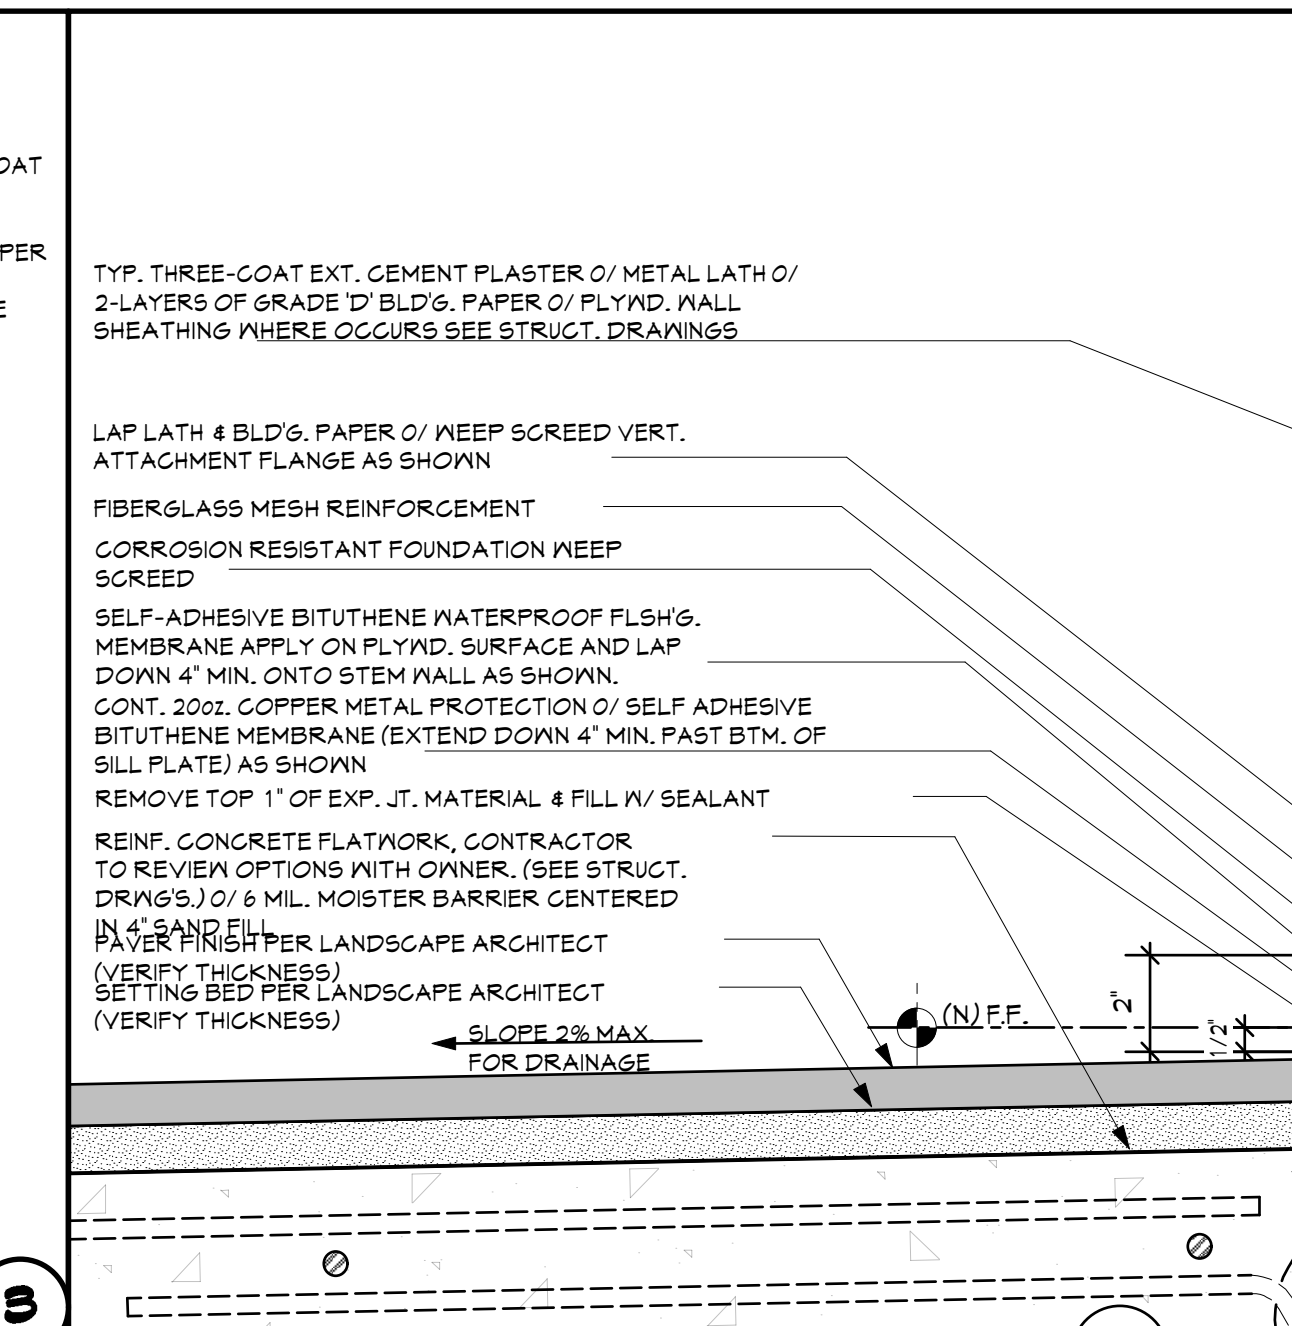 OAT
PER
E
TYP. THREE-COAT EXT. CEMENT PLASTER O/ METAL LATH O/
2-LAYERS OF GRADE 'D' BLD'G. PAPER O/ PLYWD. WALL
SHEATHING WHERE OCCURS SEE STRUCT. DRAWINGS
LAP LATH & BLD'G. PAPER O/ WEEP SCREED VERT.
ATTACHMENT FLANGE AS SHOWN
FIBERGLASS MESH REINFORCEMENT
CORROSION RESISTANT FOUNDATION WEEP
SCREED
SELF-ADHESIVE BITUTHENE WATERPROOF FLSH'G.
MEMBRANE APPLY ON PLYWD. SURFACE AND LAP
DOWN 4" MIN. ONTO STEM WALL AS SHOWN.
CONT. 20oz. COPPER METAL PROTECTION O/ SELF ADHESIVE
BITUTHENE MEMBRANE (EXTEND DOWN 4" MIN. PAST BTM. OF
SILL PLATE) AS SHOWN
REMOVE TOP 1" OF EXP. JT. MATERIAL & FILL W/ SEALANT
REINF. CONCRETE FLATWORK, CONTRACTOR
TO REVIEW OPTIONS WITH OWNER. (SEE STRUCT.
DRWG'S.) O/ 6 MIL. MOISTER BARRIER CENTERED
IN 4" SAND FILL
PAVER FINISH PER LANDSCAPE ARCHITECT
(VERIFY THICKNESS)
SETTING BED PER LANDSCAPE ARCHITECT
(VERIFY THICKNESS)
SLOPE 2% MAX.
FOR DRAINAGE
(N) F.F.
2"
1/2"
3